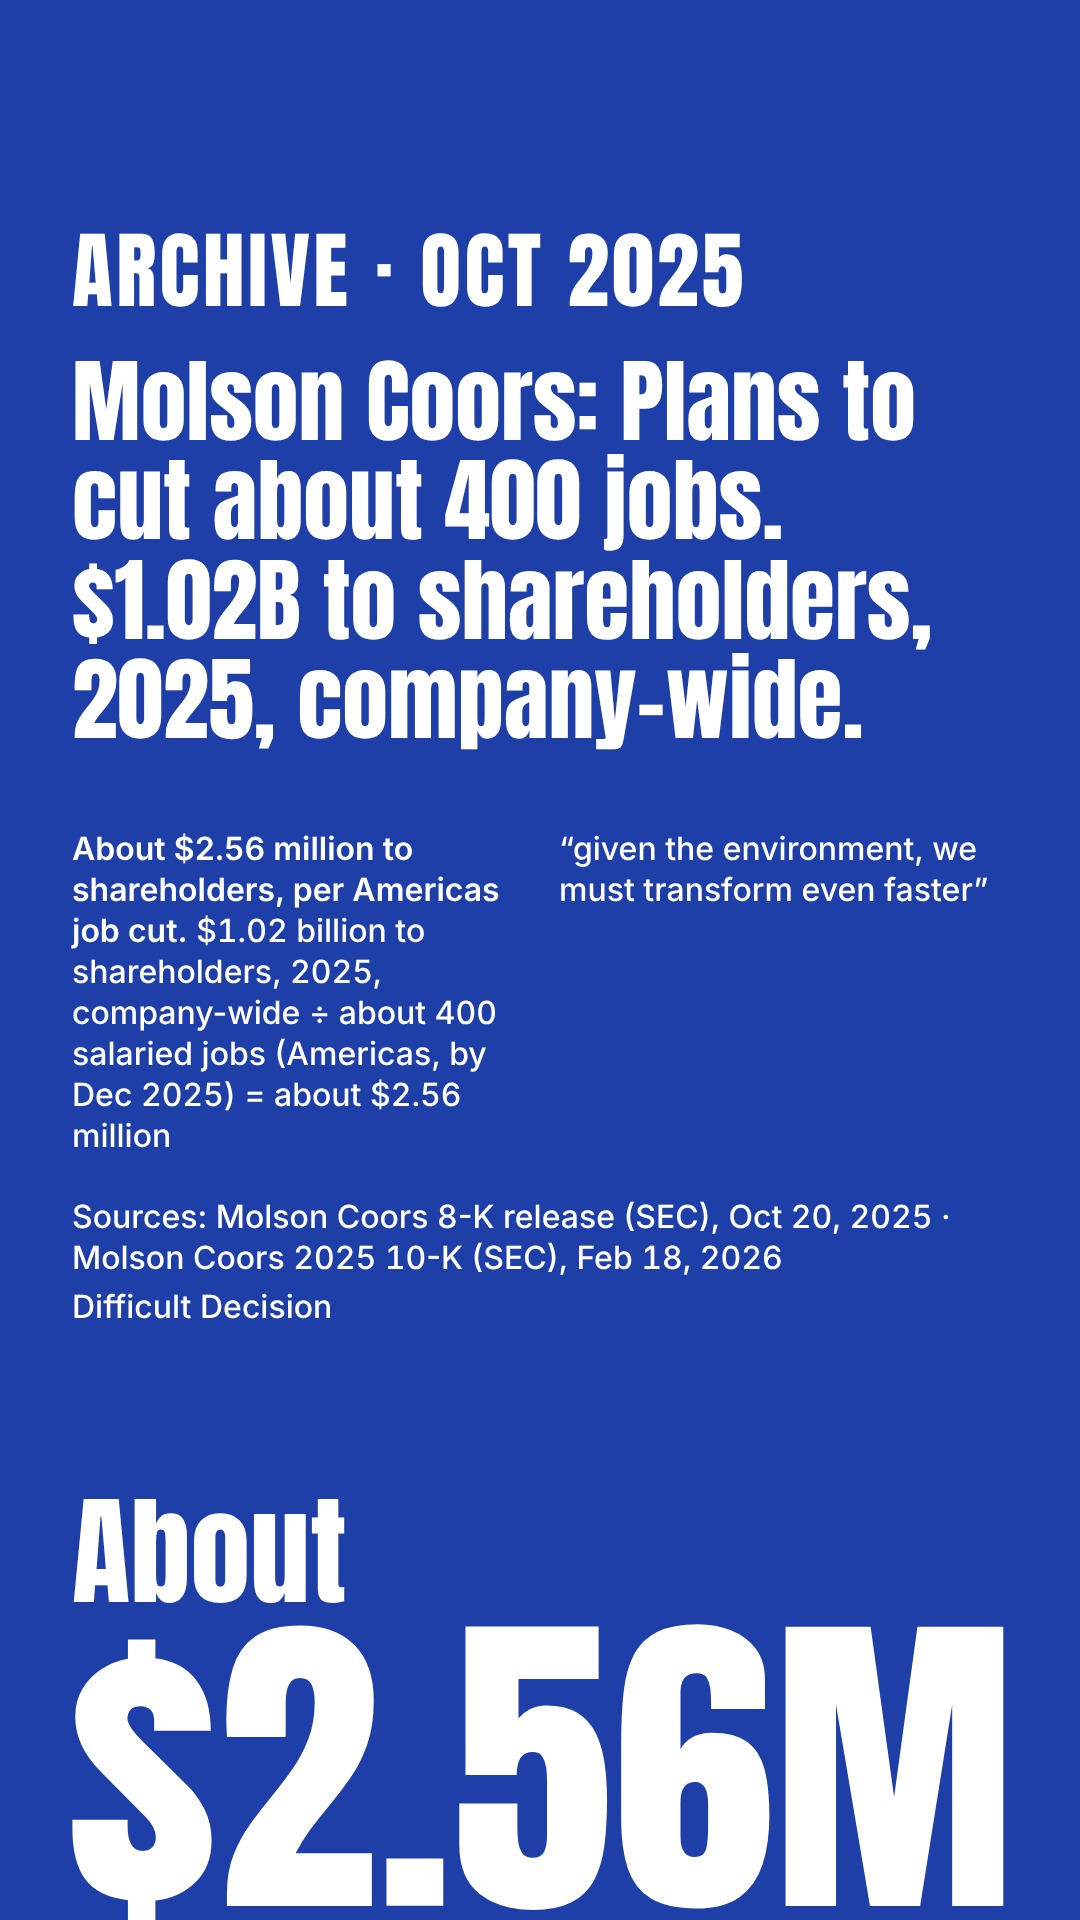 ARCHIVE · OCT 2025
Molson Coors: Plans to
cut about 400 jobs.
$1.02B to shareholders,
2025, company-wide.
About $2.56 million to
shareholders, per Americas
job cut. $1.02 billion to
shareholders, 2025,
company-wide ÷ about 400
salaried jobs (Americas, by
Dec 2025) = about $2.56
million
“given the environment, we
must transform even faster”
Sources: Molson Coors 8-K release (SEC), Oct 20, 2025 ·
Molson Coors 2025 10-K (SEC), Feb 18, 2026
Difficult Decision
About
$2.56M